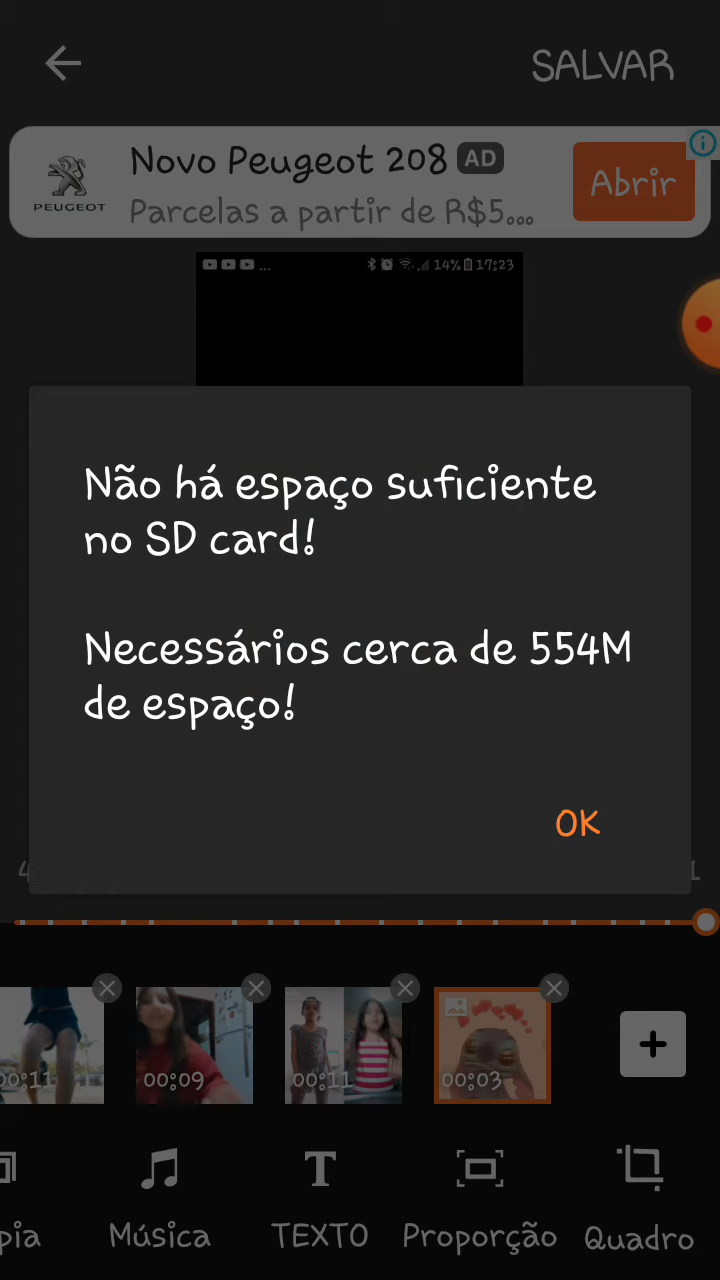 SALVAR
Novo Peugeot 208 AD
PEUGEOT
Parcelas a partir de R$5...
Abrir
... 14% 17:23
Não há espaço suficiente
no SD card!
Necessários cerca de 554M
de espaço!
OK
00:11
00:09
00:11
00:03
+
pia
Música
T
TEXTO
Proporção
Quadro